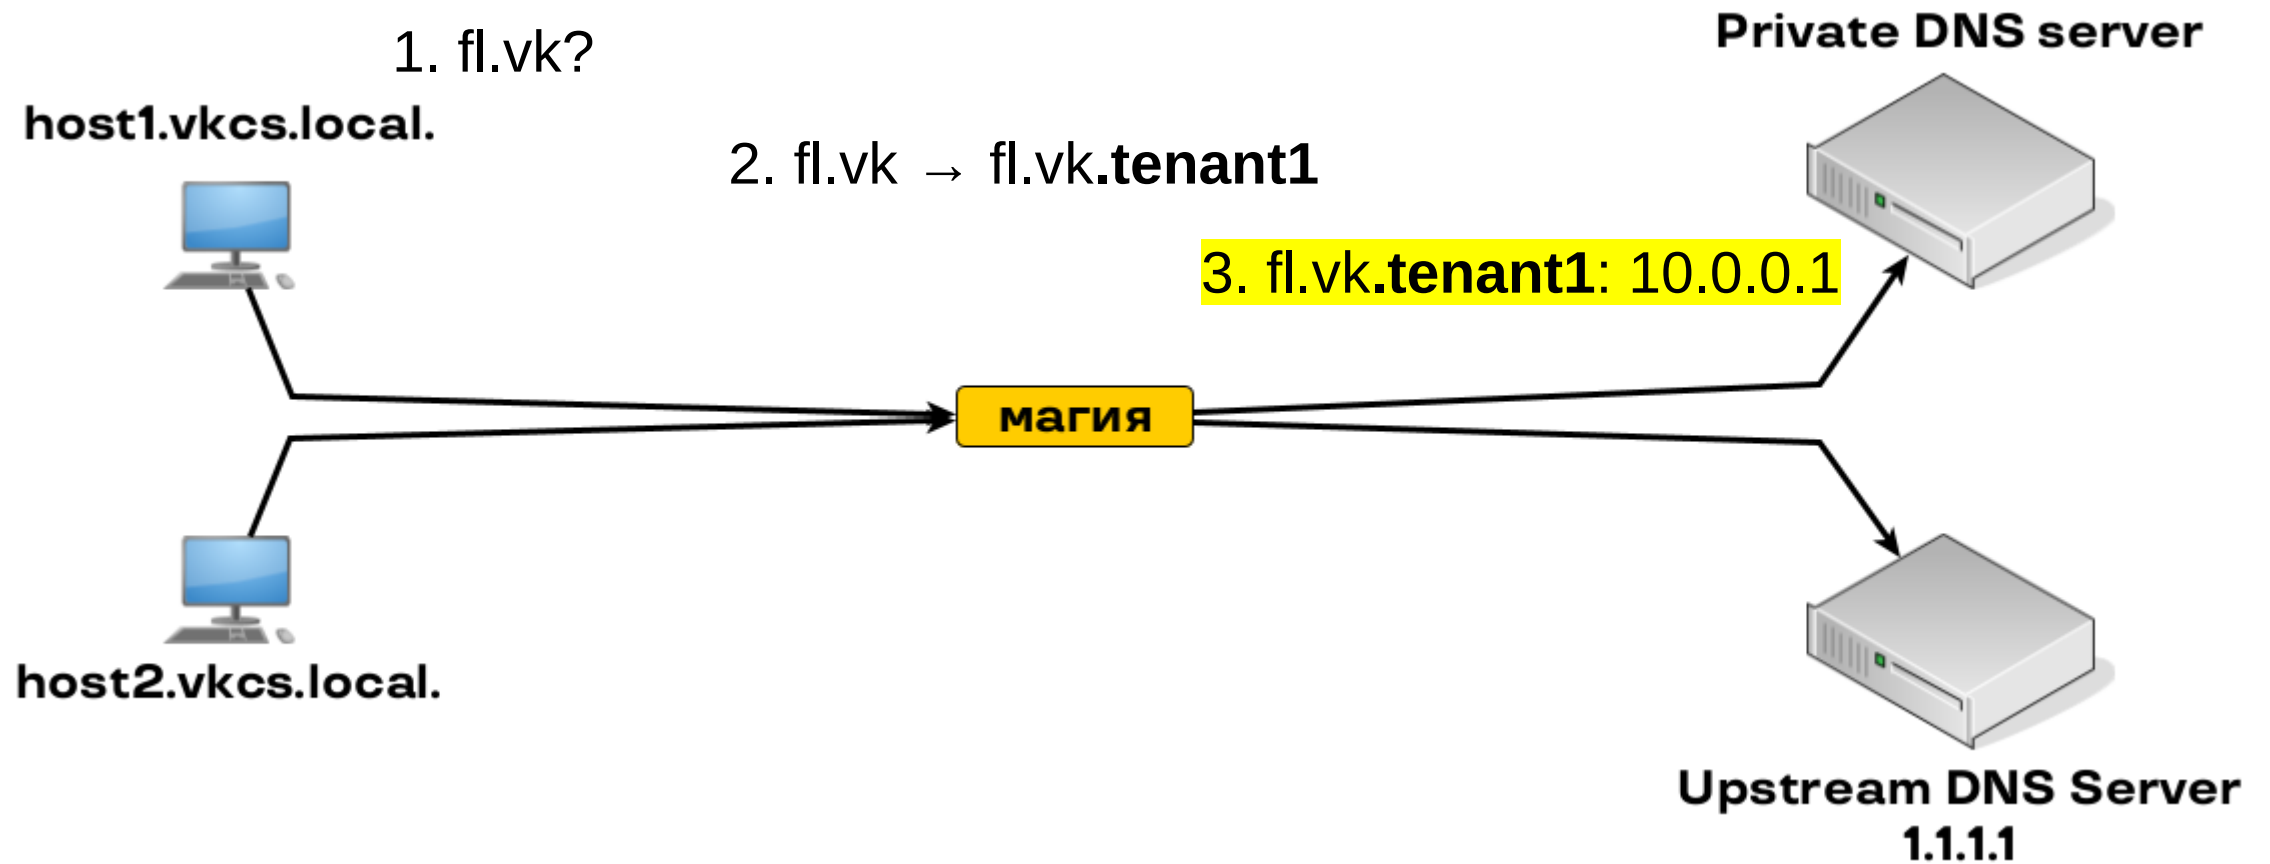 Private DNS server
1. fl.vk?
host1.vkcs.local.
2. fl.vk → fl.vk.tenant1
3. fl.vk.tenant1: 10.0.0.1
магия
host2.vkcs.local.
Upstream DNS Server
1.1.1.1